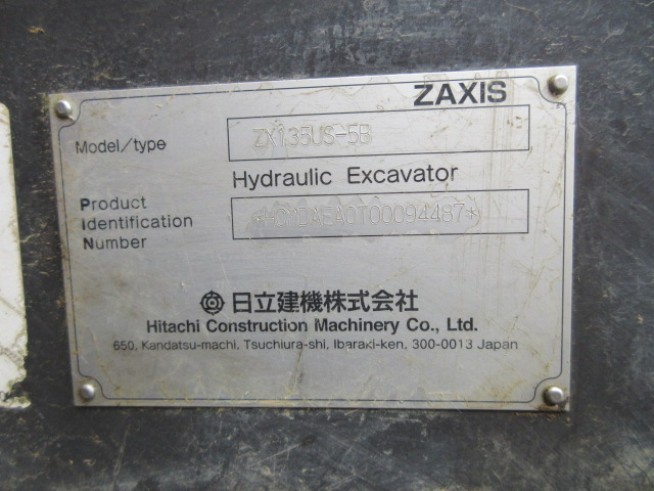 ZAXIS
Model/type ZX135US-5B
Hydraulic Excavator
Product
Identification
Number
日立建機株式会社
Hitachi Construction Machinery Co., Ltd.
650, Kandatsu-machi, Tsuchiura-shi, Ibaraki-ken, 300-0013 Japan